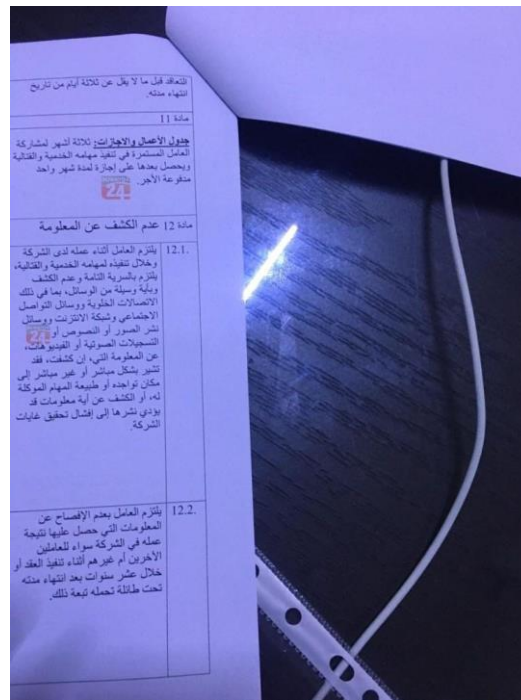 التعاقد قبل ما لا يقل عن ثلاثة أيام من تاريخ
انتهاء مدته.
مادة 11
جدول الأعمال والاجازات: ثلاثة أشهر لمشاركة
العامل المستمرة في تنفيذ مهامه الخدمية والقتالية
ويحصل بعدها على إجازة لمدة شهر واحد
مدفوعة الأجر.
24
مادة 12 عدم الكشف عن المعلومة
12.1. يلتزم العامل أثناء عمله لدى الشركة
وخلال تنفيذه لمهامه الخدمية والقتالية،
يلتزم بالسرية التامة وعدم الكشف
وبأية وسيلة من الوسائل، بما في ذلك
الاتصالات الخلوية ووسائل التواصل
الاجتماعي وشبكة الانترنت ووسائل
نشر الصور أو النصوص أو
24
التسجيلات الصوتية أو الفيديوهات،
عن المعلومة التي، إن كشفت، فقد
تشير بشكل مباشر أو غير مباشر إلى
مكان تواجده أو طبيعة المهام الموكلة
له، أو الكشف عن أية معلومات قد
يؤدي نشرها إلى إفشال تحقيق غايات
الشركة.
12.2. يلتزم العامل بعدم الإفصاح عن
المعلومات التي حصل عليها نتيجة
عمله في الشركة سواء للعاملين
الآخرين أم غيرهم أثناء تنفيذ العقد أو
خلال عشر سنوات بعد انتهاء مدته
تحت طائلة تحمله تبعة ذلك.